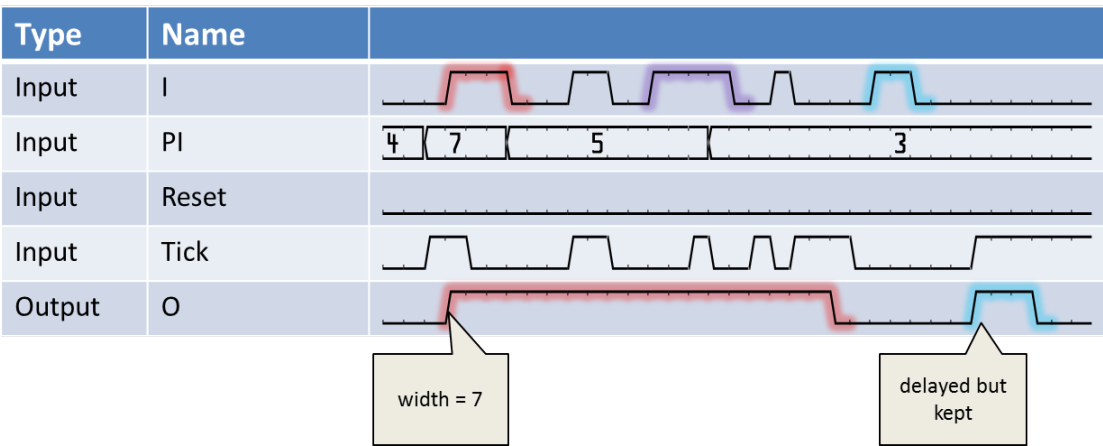 Type Name
Input I
Input PI 4 7 5 3
Input Reset
Input Tick
Output O
width = 7
delayed but
kept